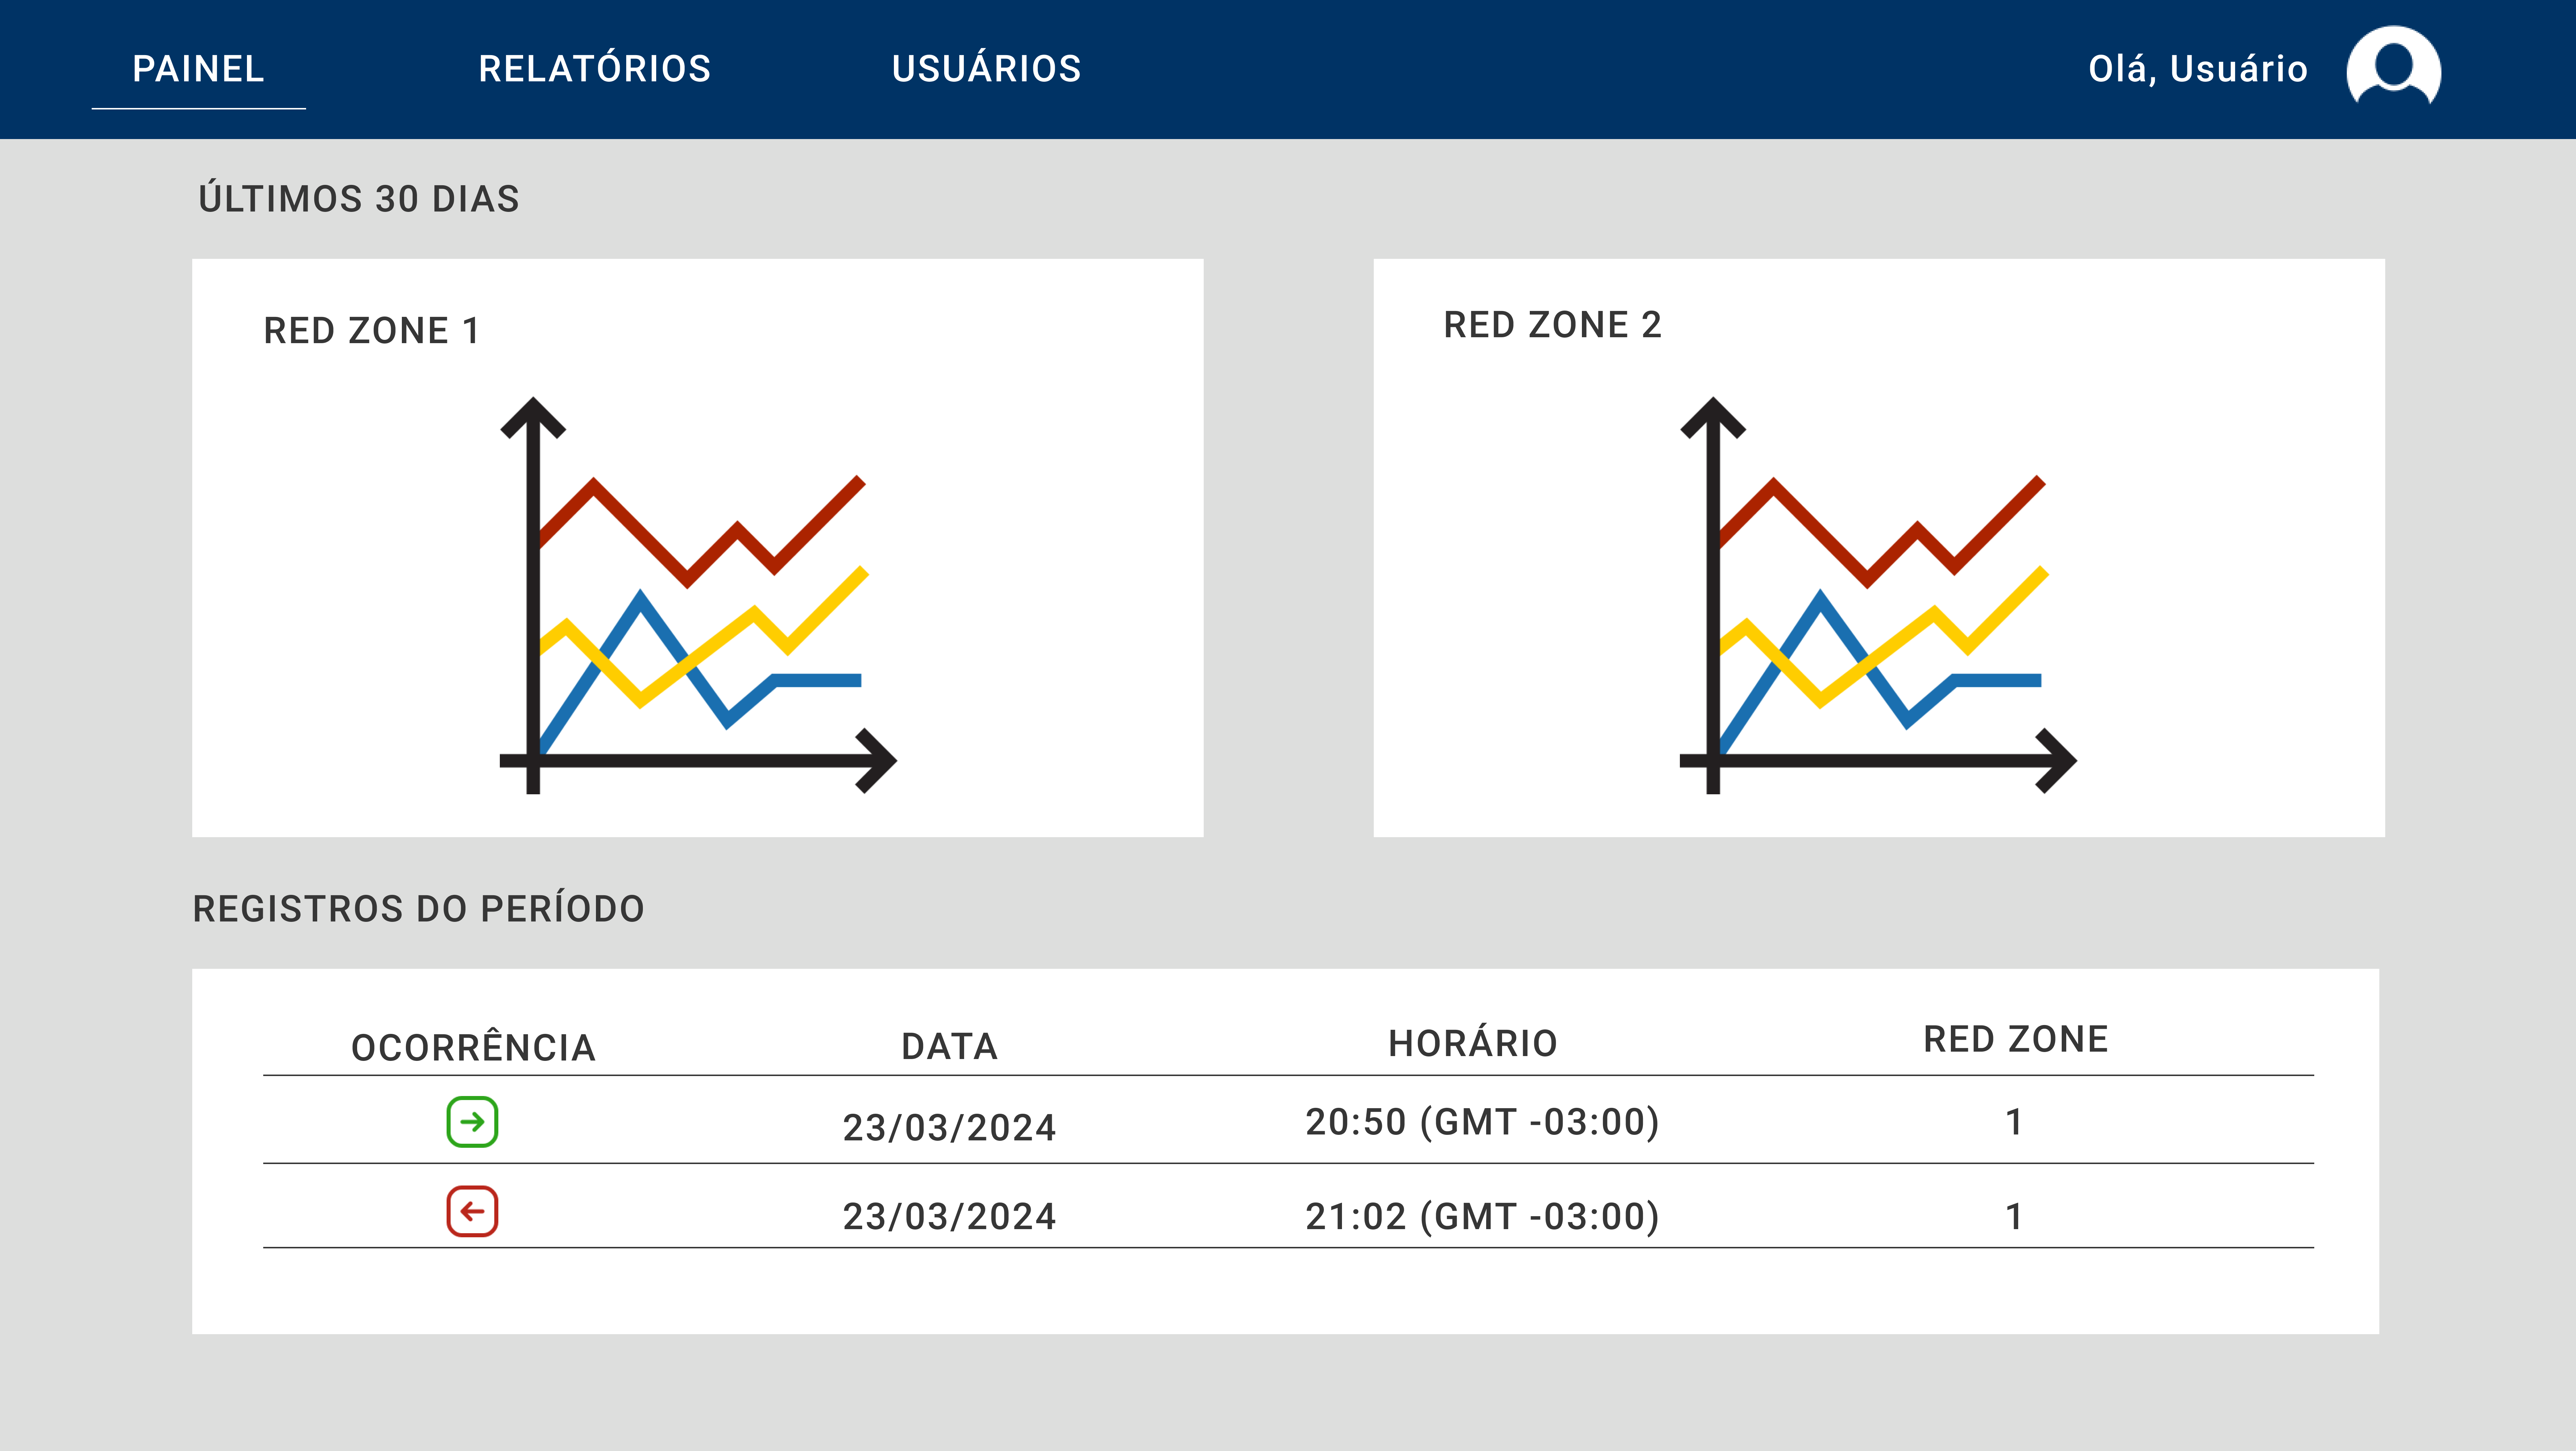 PAINEL RELATÓRIOS USUÁRIOS Olá, Usuário
ÚLTIMOS 30 DIAS
RED ZONE 1
RED ZONE 2
REGISTROS DO PERÍODO
OCORRÊNCIA DATA HORÁRIO RED ZONE
23/03/2024 20:50 (GMT -03:00) 1
23/03/2024 21:02 (GMT -03:00) 1